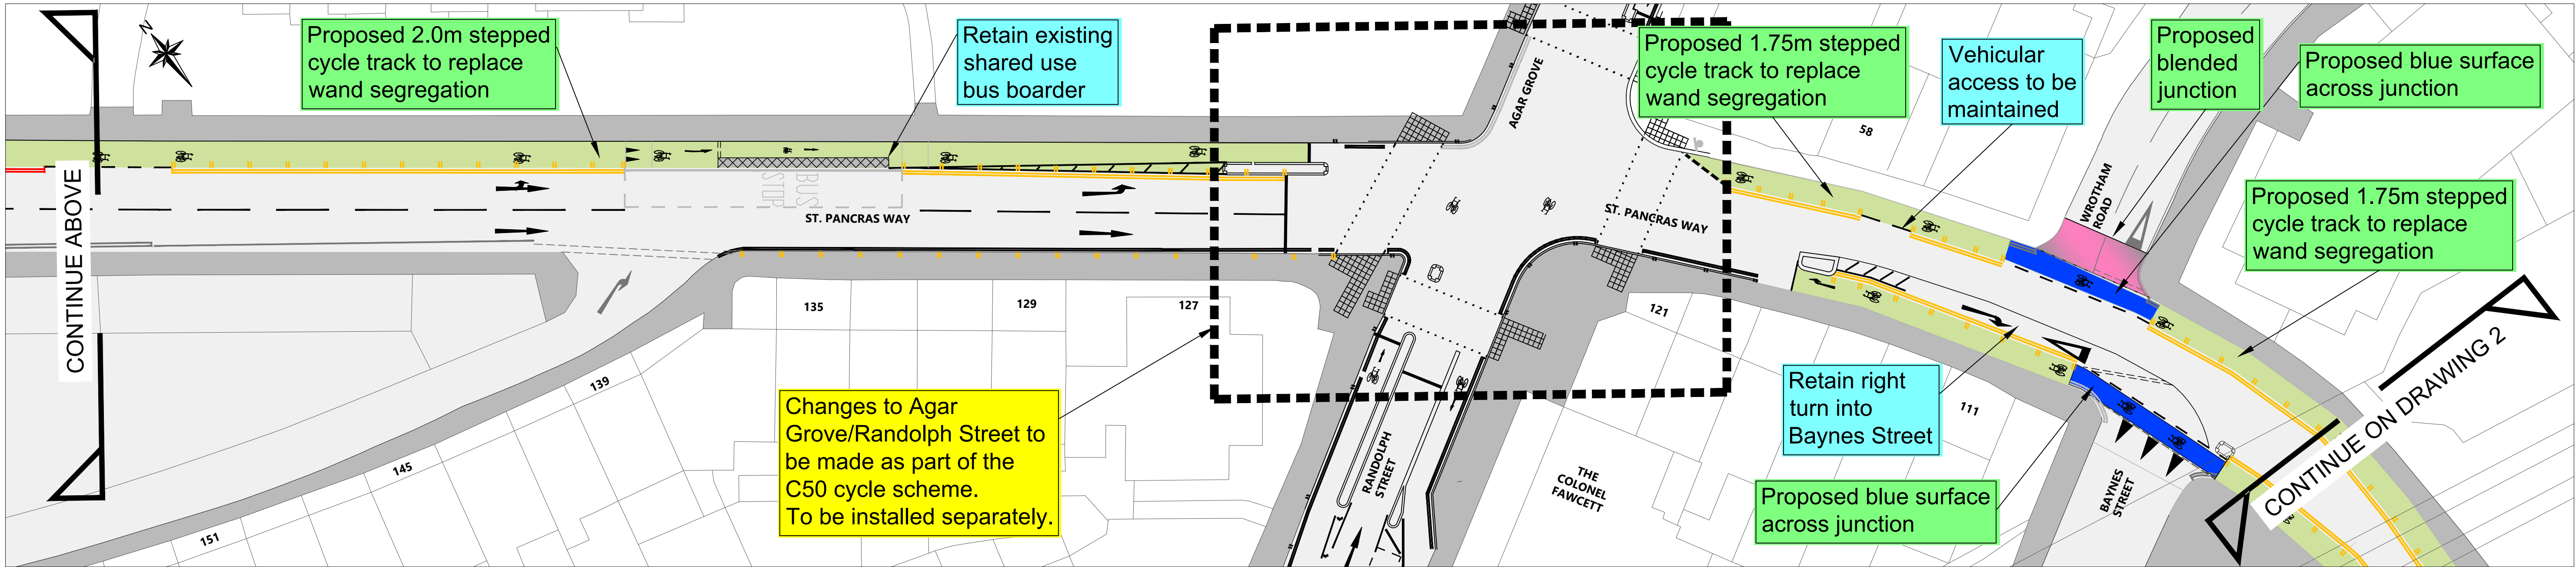 N
Proposed 2.0m stepped
cycle track to replace
wand segregation
Retain existing
shared use
bus boarder
Proposed 1.75m stepped
cycle track to replace
wand segregation
Vehicular
access to be
maintained
Proposed
blended
junction
Proposed blue surface
across junction
Proposed 1.75m stepped
cycle track to replace
wand segregation
CONTINUE ABOVE
BUS
STOP
ST. PANCRAS WAY
AGAR GROVE
ST. PANCRAS WAY
58
WROTHAM
ROAD
135
129
127
121
111
139
145
151
Changes to Agar
Grove/Randolph Street to
be made as part of the
C50 cycle scheme.
To be installed separately.
RANDOLPH
STREET
THE
COLONEL
FAWCETT
Retain right
turn into
Baynes Street
Proposed blue surface
across junction
BAYNES
STREET
CONTINUE ON DRAWING 2